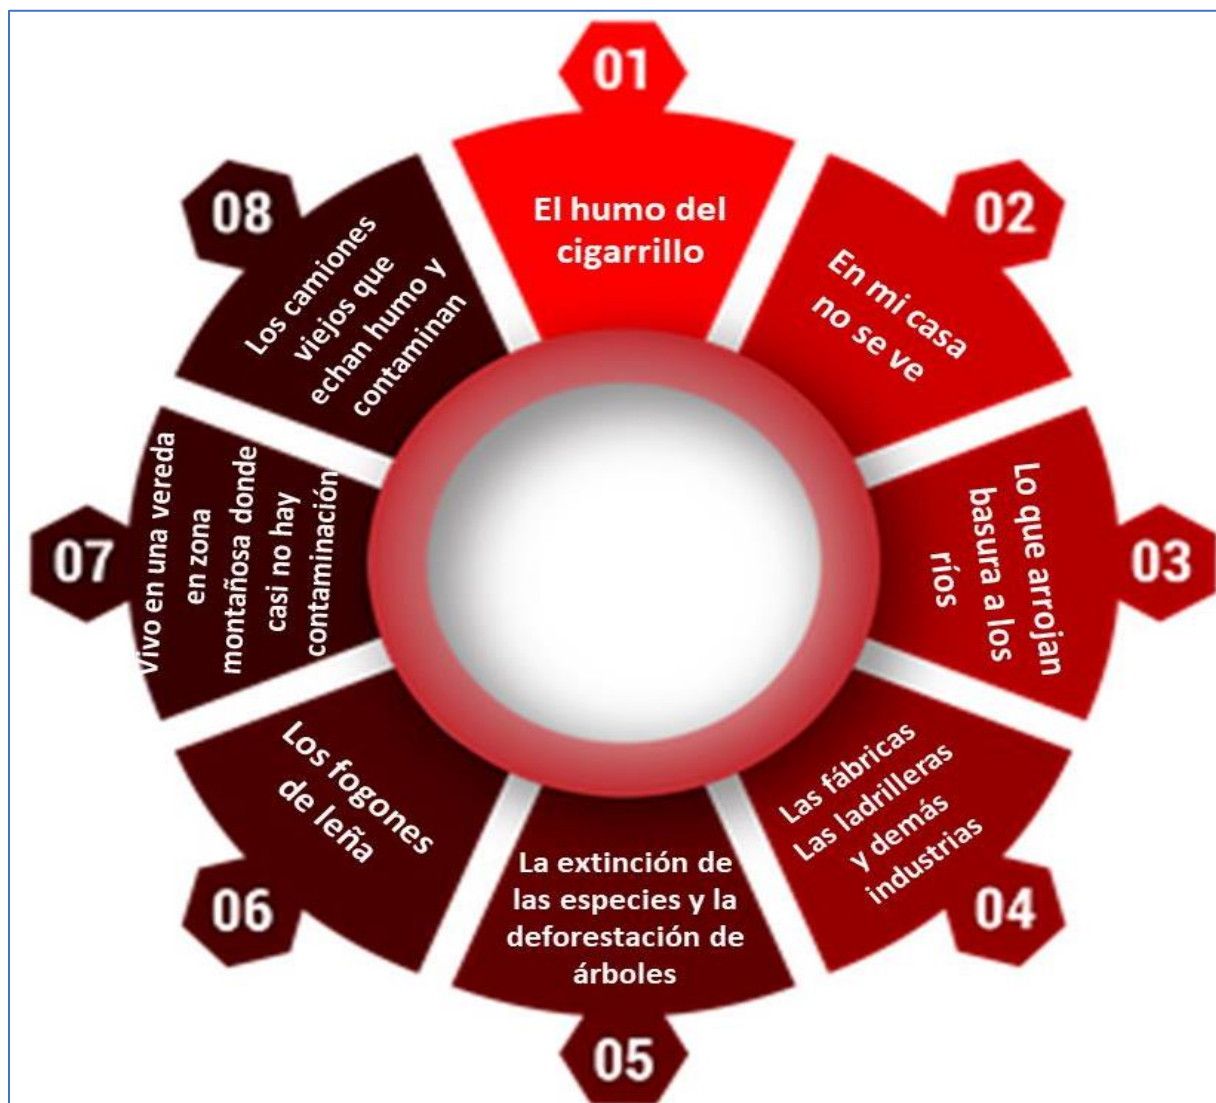 01
El humo del
cigarrillo
02
En mi casa
no se ve
03
Lo que arrojan
basura a los
ríos
04
Las fábricas
Las ladrilleras
y demás
industrias
05
La extinción de
las especies y la
deforestación de
árboles
06
Los fogones
de leña
07
Vivo en una vereda
en zona
montañosa donde
casi no hay
contaminación
08
Los camiones
viejos que
echan humo y
contaminan